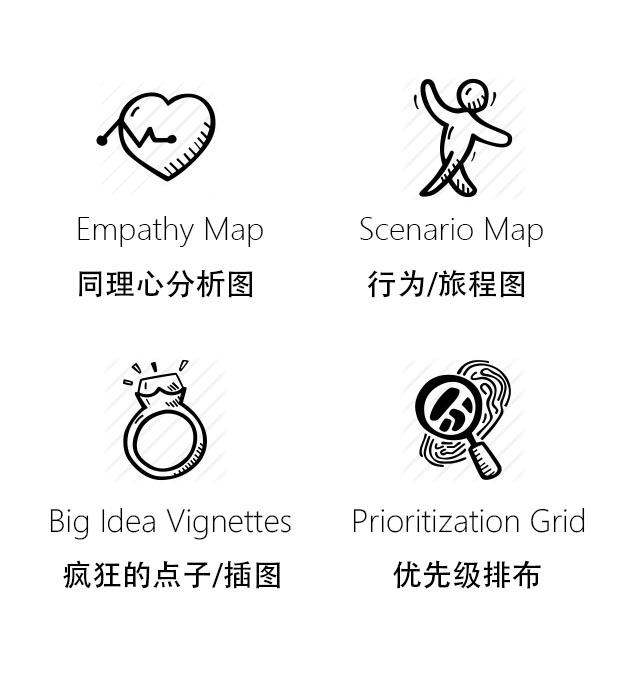 Empathy Map
同理心分析图
Scenario Map
行为/旅程图
Big Idea Vignettes
疯狂的点子/插图
Prioritization Grid
优先级排布